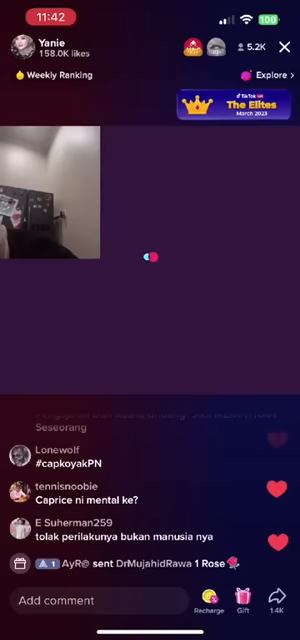 11:42
100
Yanie
158.0K likes
5.2K
Weekly Ranking
Explore >
TikTok LIVE
The Elites
March 2023
Seseorang
Lonewolf
#capkoyakPN
tennisnoobie
Caprice ni mental ke?
E Suherman259
tolak perilakunya bukan manusia nya
1 AyR@ sent DrMujahidRawa 1 Rose
Add comment
Recharge
Gift
1.4K